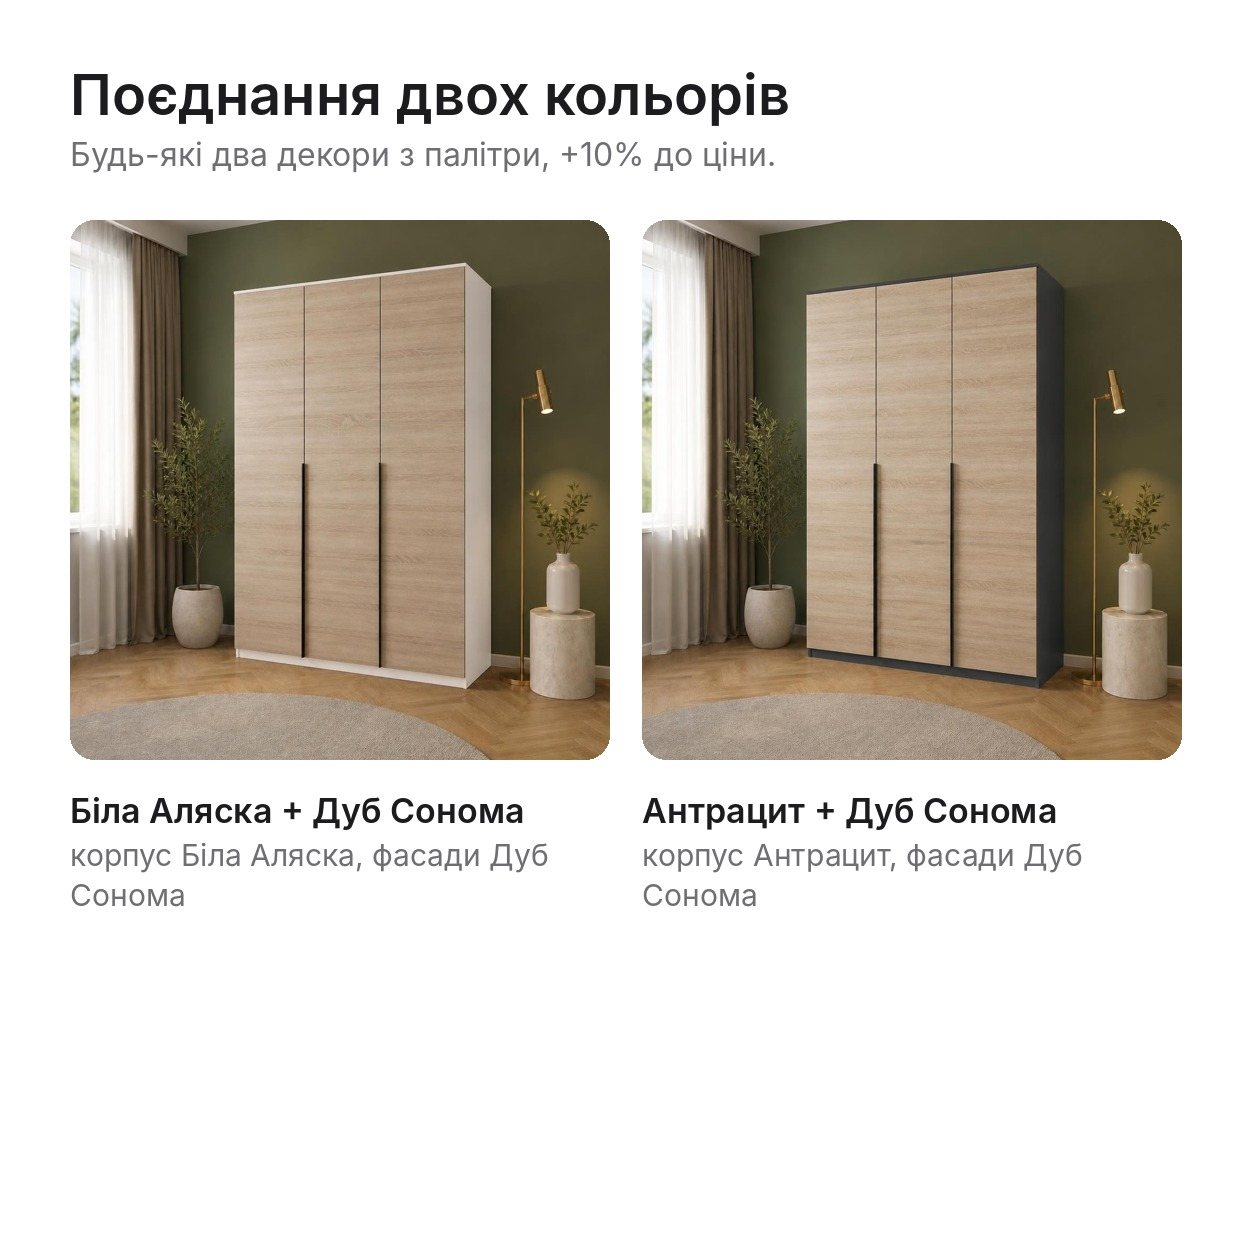 Поєднання двох кольорів
Будь-які два декори з палітри, +10% до ціни.
Біла Аляска + Дуб Сонома
корпус Біла Аляска, фасади Дуб
Сонома
Антрацит + Дуб Сонома
корпус Антрацит, фасади Дуб
Сонома